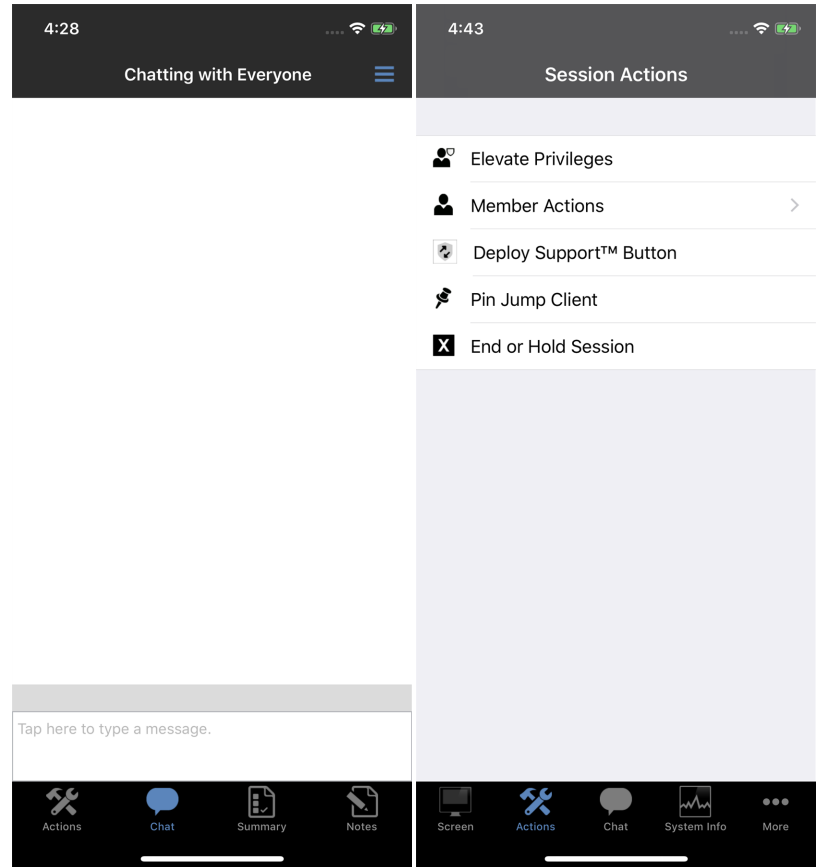 4:28
Chatting with Everyone
Tap here to type a message.
Actions
Chat
Summary
Notes
4:43
Session Actions
Elevate Privileges
Member Actions
Deploy Support™ Button
Pin Jump Client
X End or Hold Session
Screen
Actions
Chat
System Info
More